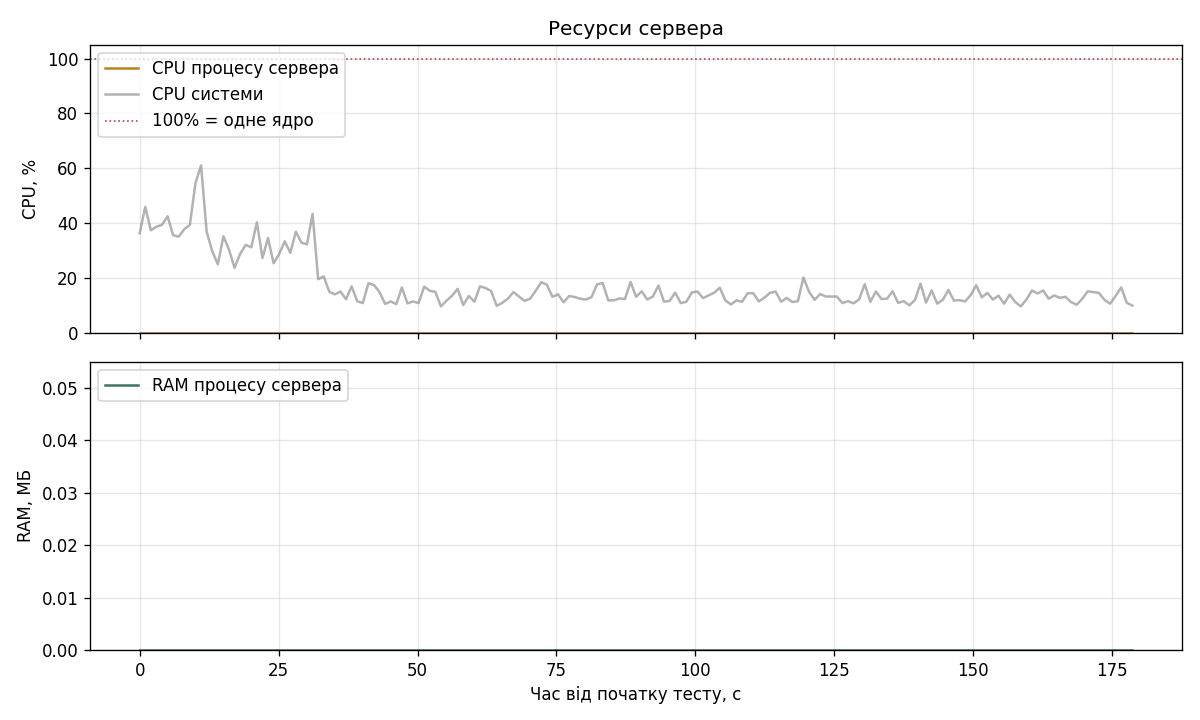 Ресурси сервера
100
80
60
40
20
0
CPU, %
CPU процесу сервера
CPU системи
100% = одне ядро
0.05
0.04
0.03
0.02
0.01
0.00
RAM, МБ
RAM процесу сервера
0 25 50 75 100 125 150 175
Час від початку тесту, с